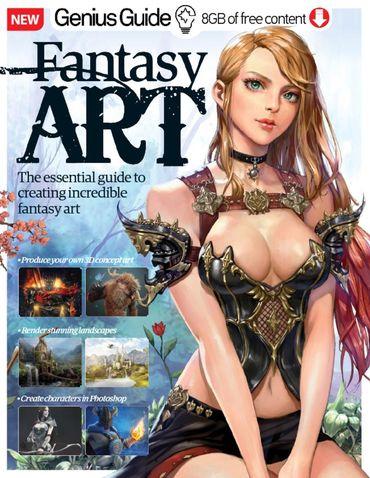 NEW
Genius Guide
8GB of free content
Fantasy
ART
The essential guide to
creating incredible
fantasy art
• Produce your own 3D concept art
• Render stunning landscapes
• Create characters in Photoshop